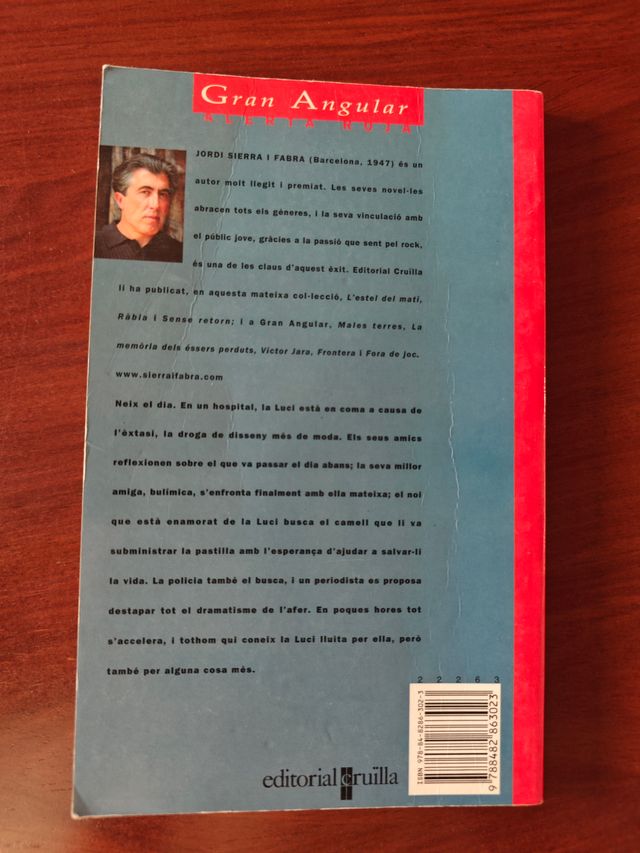 Gran Angular
ALERTA ROJA
JORDI SIERRA I FABRA (Barcelona, 1947) és un
autor molt llegit i premiat. Les seves novel·les
abracen tots els gèneres, i la seva vinculació amb
el públic jove, gràcies a la passió que sent pel rock,
és una de les claus d'aquest èxit. Editorial Cruïlla
li ha publicat, en aquesta mateixa col·lecció, L'estel del matí,
Ràbia i Sense retorn; i a Gran Angular, Males terres, La
memòria dels éssers perduts, Víctor Jara, Frontera i Fora de joc.
www.sierraifabra.com
Neix el dia. En un hospital, la Luci està en coma a causa de
l'èxtasi, la droga de disseny més de moda. Els seus amics
reflexionen sobre el que va passar el dia abans; la seva millor
amiga, bulímica, s'enfronta finalment amb ella mateixa; el noi
que està enamorat de la Luci busca el camell que li va
subministrar la pastilla amb l'esperança d'ajudar a salvar-li
la vida. La policia també el busca, i un periodista es proposa
destapar tot el dramatisme de l'afer. En poques hores tot
s'accelera, i tothom qui coneix la Luci lluita per ella, però
també per alguna cosa més.
22263
ISBN 978-84-8286-302-3
9 788482 863023
editorial cruïlla